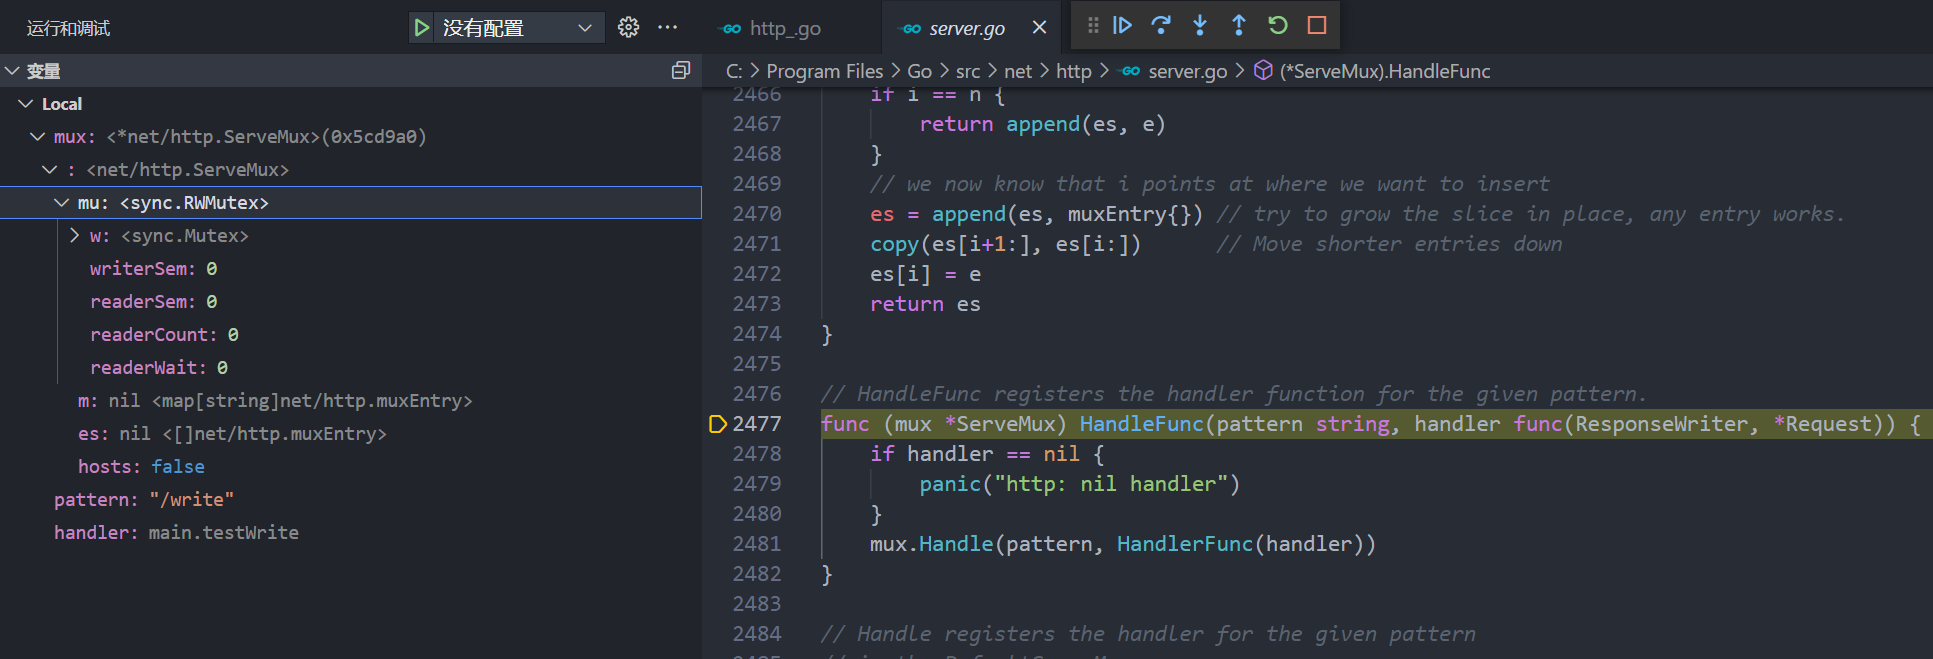 运行和调试
没有配置
http_.go
server.go
变量
C: > Program Files > Go > src > net > http > server.go > (*ServeMux).HandleFunc
Local
mux: <*net/http.ServeMux>(0x5cd9a0)
: <net/http.ServeMux>
mu: <sync.RWMutex>
w: <sync.Mutex>
writerSem: 0
readerSem: 0
readerCount: 0
readerWait: 0
m: nil <map[string]net/http.muxEntry>
es: nil <[]net/http.muxEntry>
hosts: false
pattern: "/write"
handler: main.testWrite
2466 if i == n {
2467 return append(es, e)
2468 }
2469 // we now know that i points at where we want to insert
2470 es = append(es, muxEntry{}) // try to grow the slice in place, any entry works.
2471 copy(es[i+1:], es[i:]) // Move shorter entries down
2472 es[i] = e
2473 return es
2474 }
2475
2476 // HandleFunc registers the handler function for the given pattern.
2477 func (mux *ServeMux) HandleFunc(pattern string, handler func(ResponseWriter, *Request)) {
2478 if handler == nil {
2479 panic("http: nil handler")
2480 }
2481 mux.Handle(pattern, HandlerFunc(handler))
2482 }
2483
2484 // Handle registers the handler for the given pattern